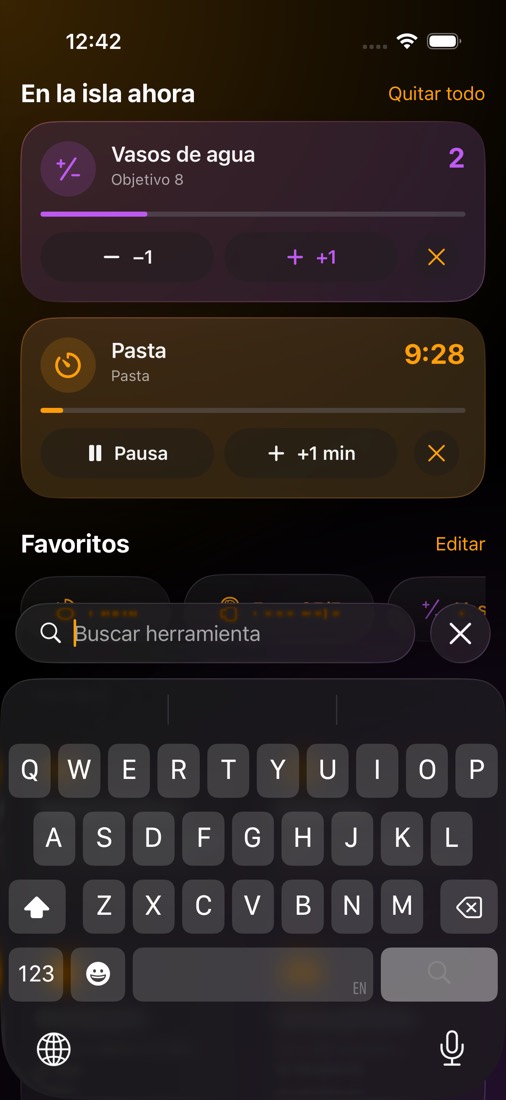 12:42
En la isla ahora
Quitar todo
Vasos de agua
2
Objetivo 8
−1
+1
Pasta
9:28
Pasta
Pausa
+1 min
Favoritos
Editar
Buscar herramienta
Q W E R T Y U I O P
A S D F G H J K L
Z X C V B N M
123
EN